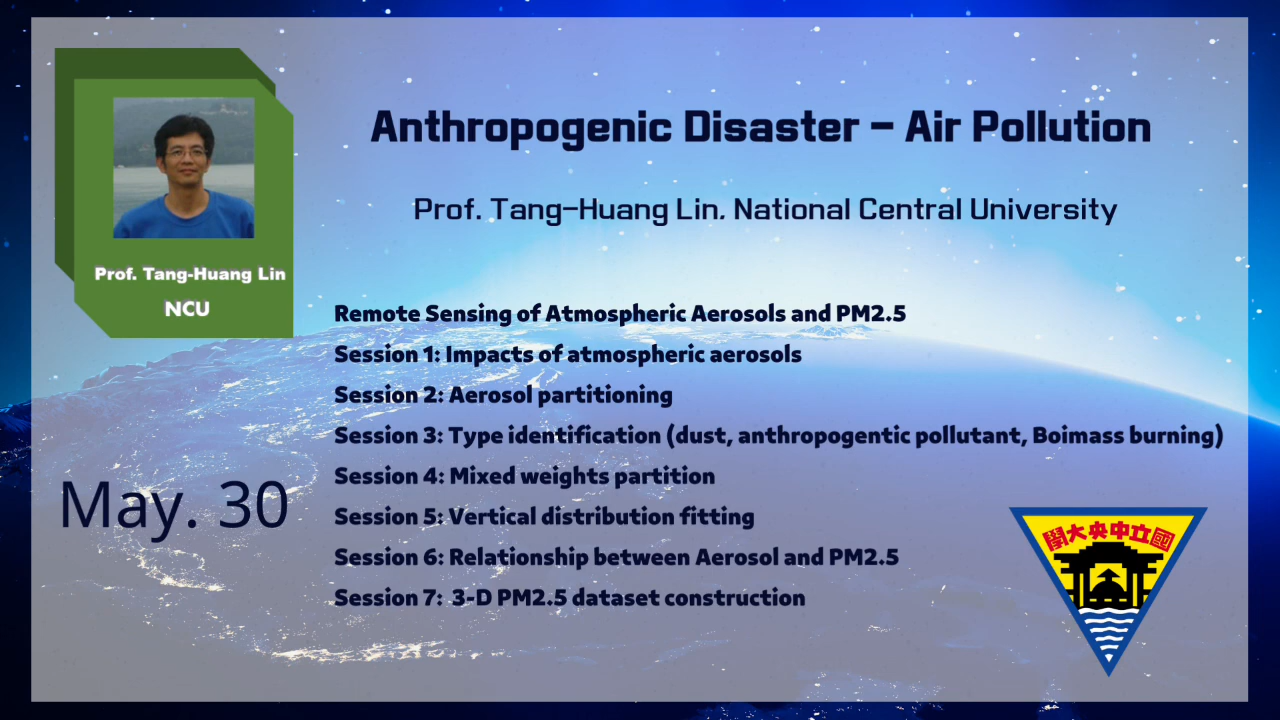 Anthropogenic Disaster - Air Pollution
Prof. Tang-Huang Lin. National Central University
Prof. Tang-Huang Lin
NCU
Remote Sensing of Atmospheric Aerosols and PM2.5
Session 1: Impacts of atmospheric aerosols
Session 2: Aerosol partitioning
Session 3: Type identification (dust, anthropogentic pollutant, Boimass burning)
Session 4: Mixed weights partition
Session 5: Vertical distribution fitting
Session 6: Relationship between Aerosol and PM2.5
Session 7: 3-D PM2.5 dataset construction
May. 30
學大央中立國